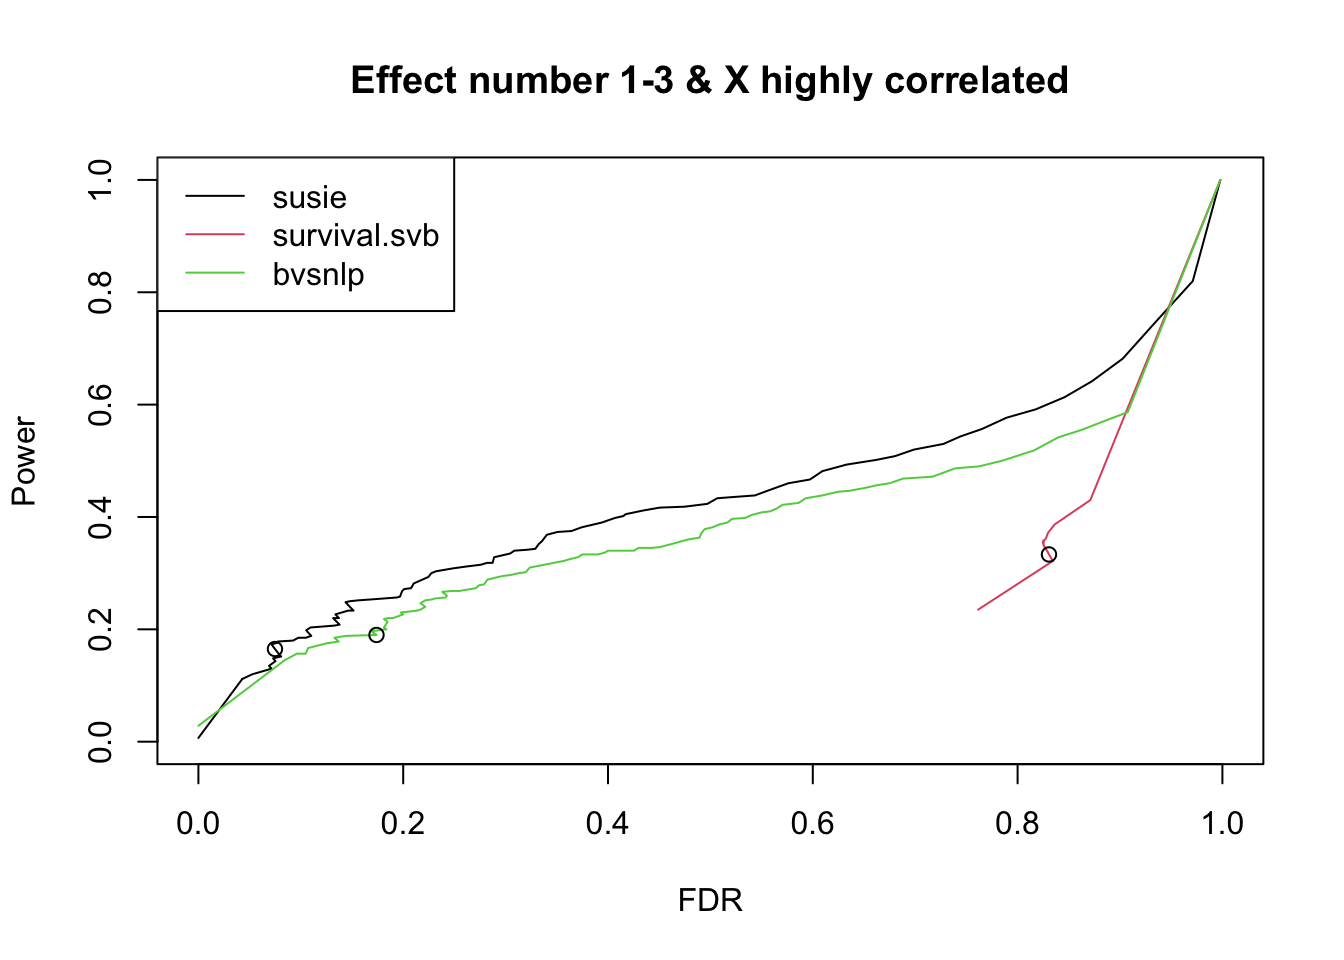 Effect number 1-3 & X highly correlated
susie
survival.svb
bvsnlp
Power
1.0
0.8
0.6
0.4
0.2
0.0
0.0 0.2 0.4 0.6 0.8 1.0
FDR